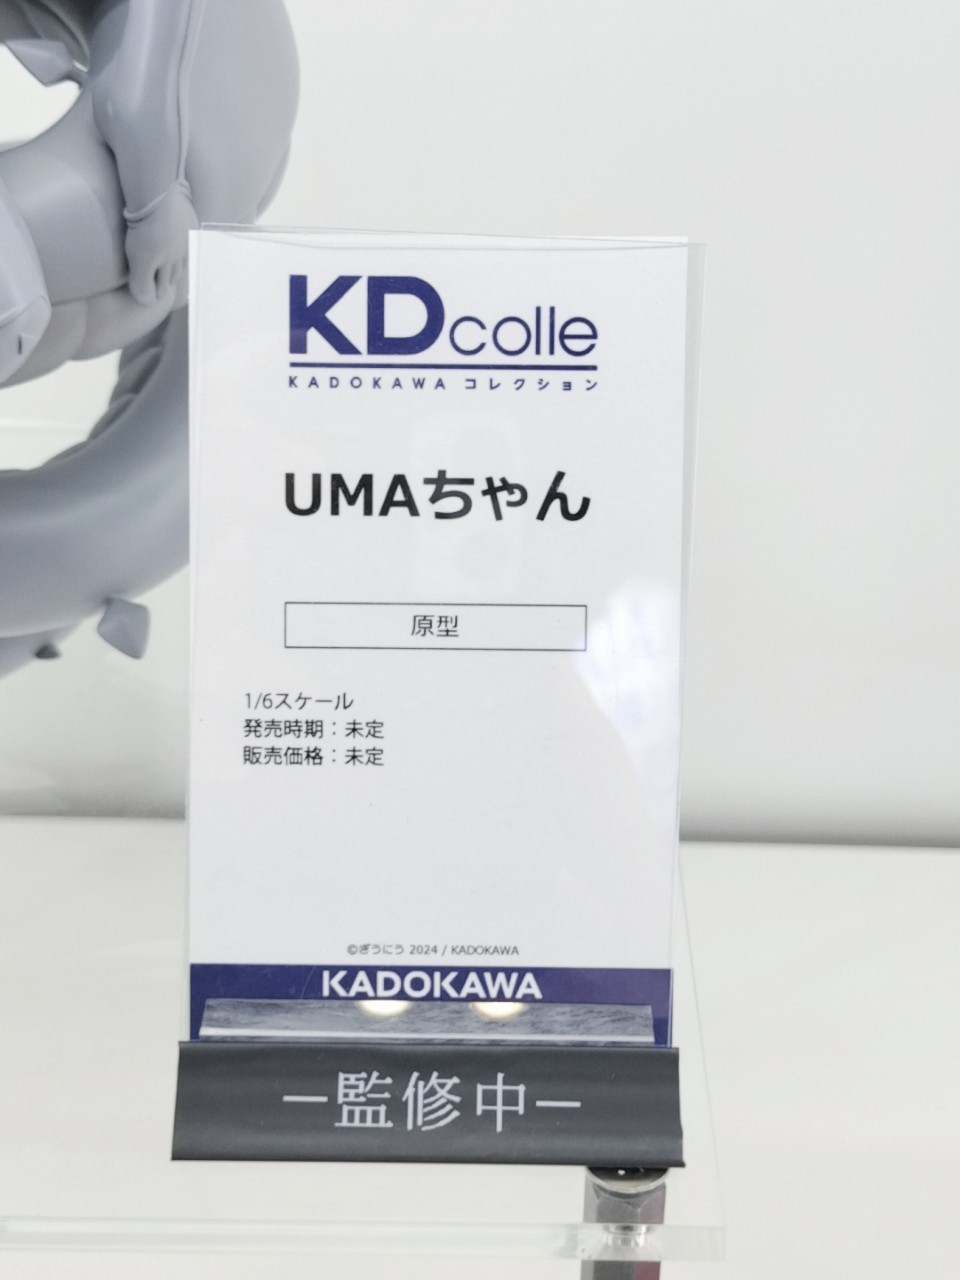 KDcolle
KADOKAWA コレクション
UMAちゃん
原型
1/6スケール
発売時期：未定
販売価格：未定
©ぎうにう 2024 / KADOKAWA
KADOKAWA
ー監修中ー